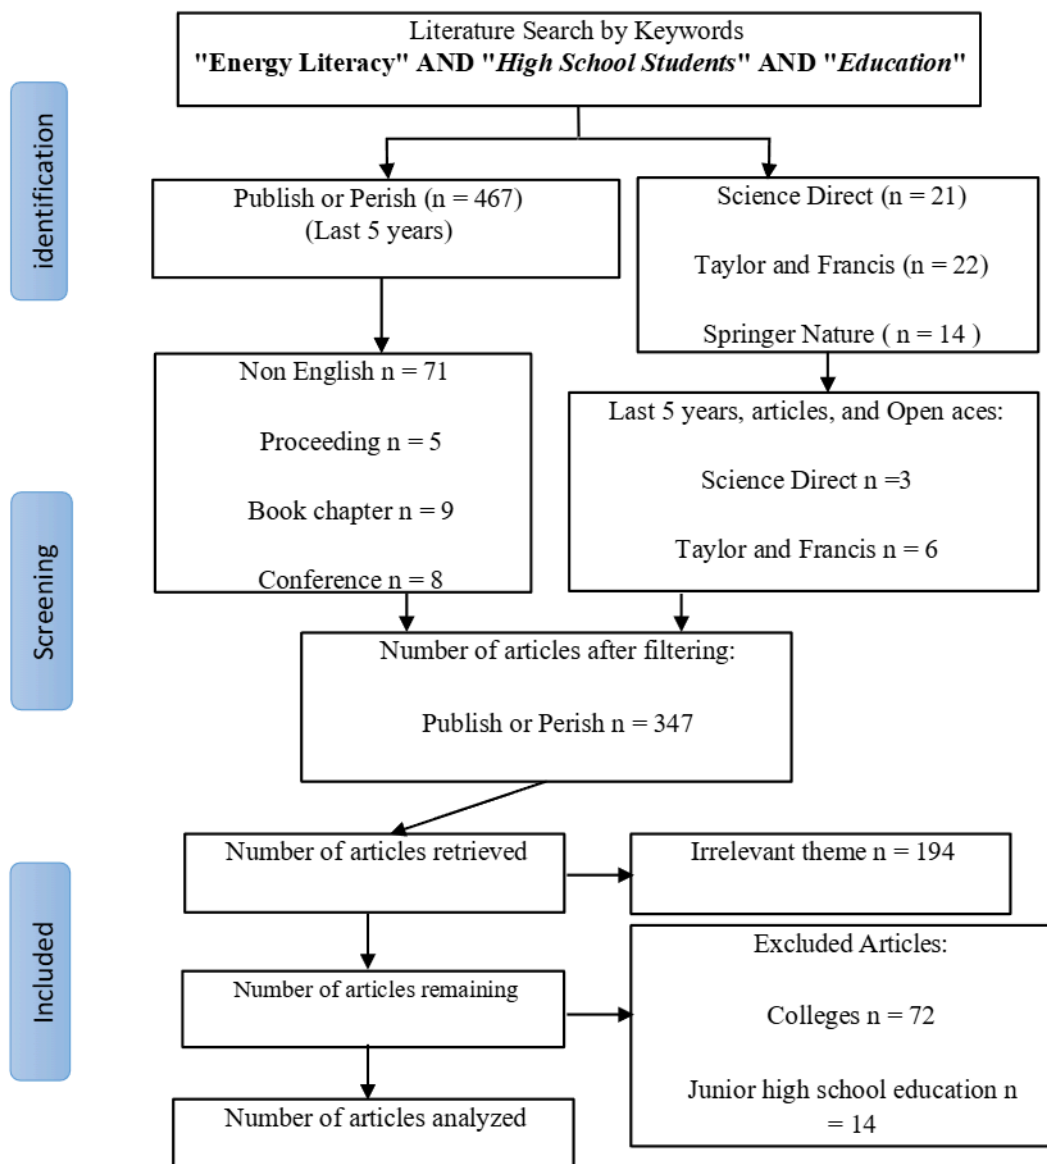 Literature Search by Keywords
"Energy Literacy" AND "High School Students" AND "Education"
identification
Publish or Perish (n = 467)
(Last 5 years)
Science Direct (n = 21)
Taylor and Francis (n = 22)
Springer Nature ( n = 14 )
Screening
Non English n = 71
Proceeding n = 5
Book chapter n = 9
Conference n = 8
Last 5 years, articles, and Open aces:
Science Direct n =3
Taylor and Francis n = 6
Number of articles after filtering:
Publish or Perish n = 347
Included
Number of articles retrieved
Irrelevant theme n = 194
Number of articles remaining
Excluded Articles:
Colleges n = 72
Junior high school education n
= 14
Number of articles analyzed